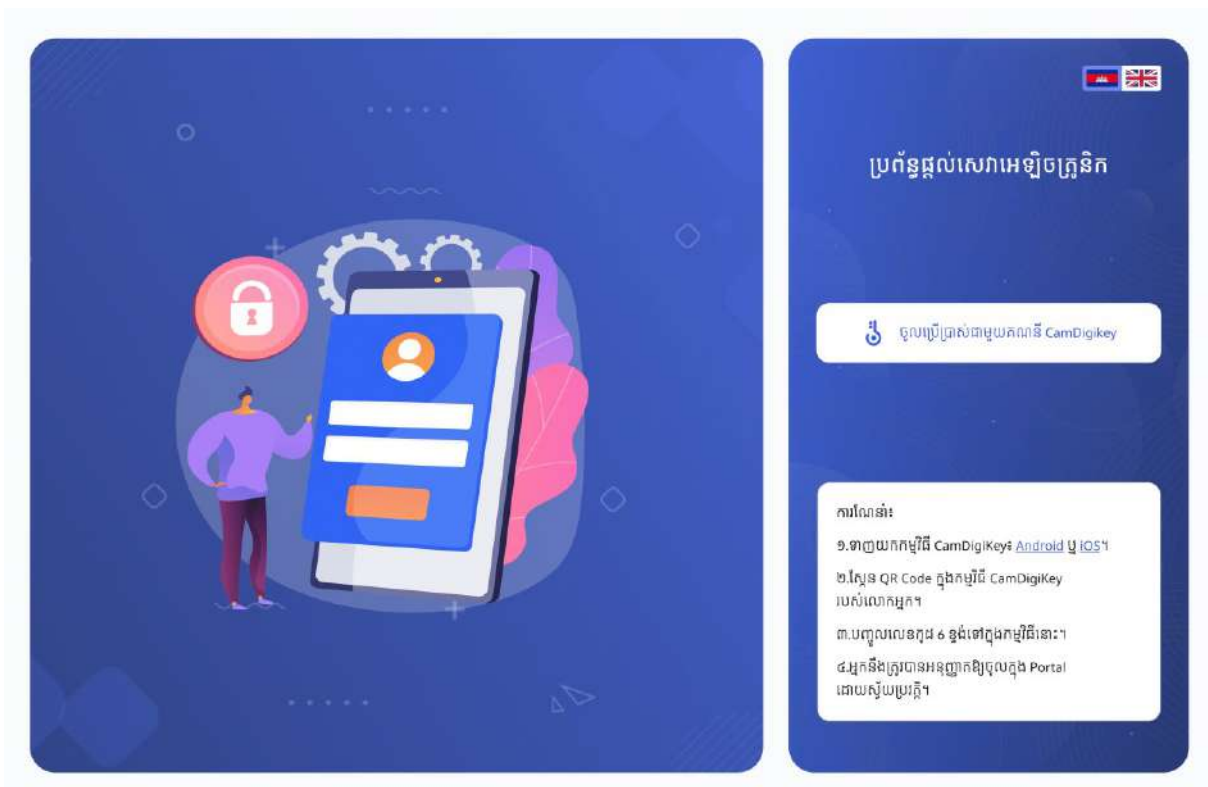 ប្រព័ន្ធផ្តល់សេវាអេឡិចត្រូនិក
ចូលប្រើប្រាស់ជាមួយគណនី CamDigikey
ការណែនាំ៖
១.ទាញយកកម្មវិធី CamDigiKey៖ Android ឬ iOS។
២.ស្កែន QR Code ក្នុងកម្មវិធី CamDigiKey
របស់លោកអ្នក។
៣.បញ្ចូលលេខកូដ ៦ ខ្ទង់ទៅក្នុងកម្មវិធីនោះ។
៤.អ្នកនឹងត្រូវបានអនុញ្ញាតឱ្យចូលក្នុង Portal
ដោយស្វ័យប្រវត្តិ។